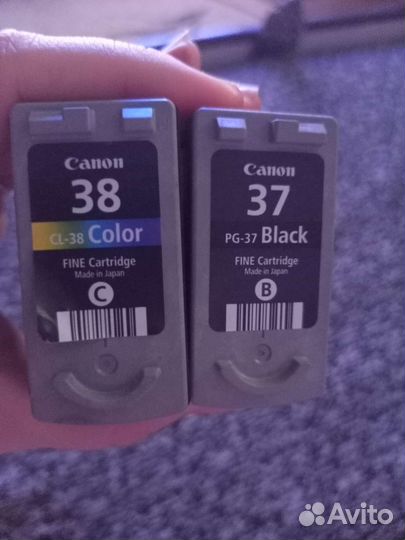 Canon
38
CL-38 Color
FINE Cartridge
Made in Japan
C
Canon
37
PG-37 Black
FINE Cartridge
Made in Japan
B
Avito